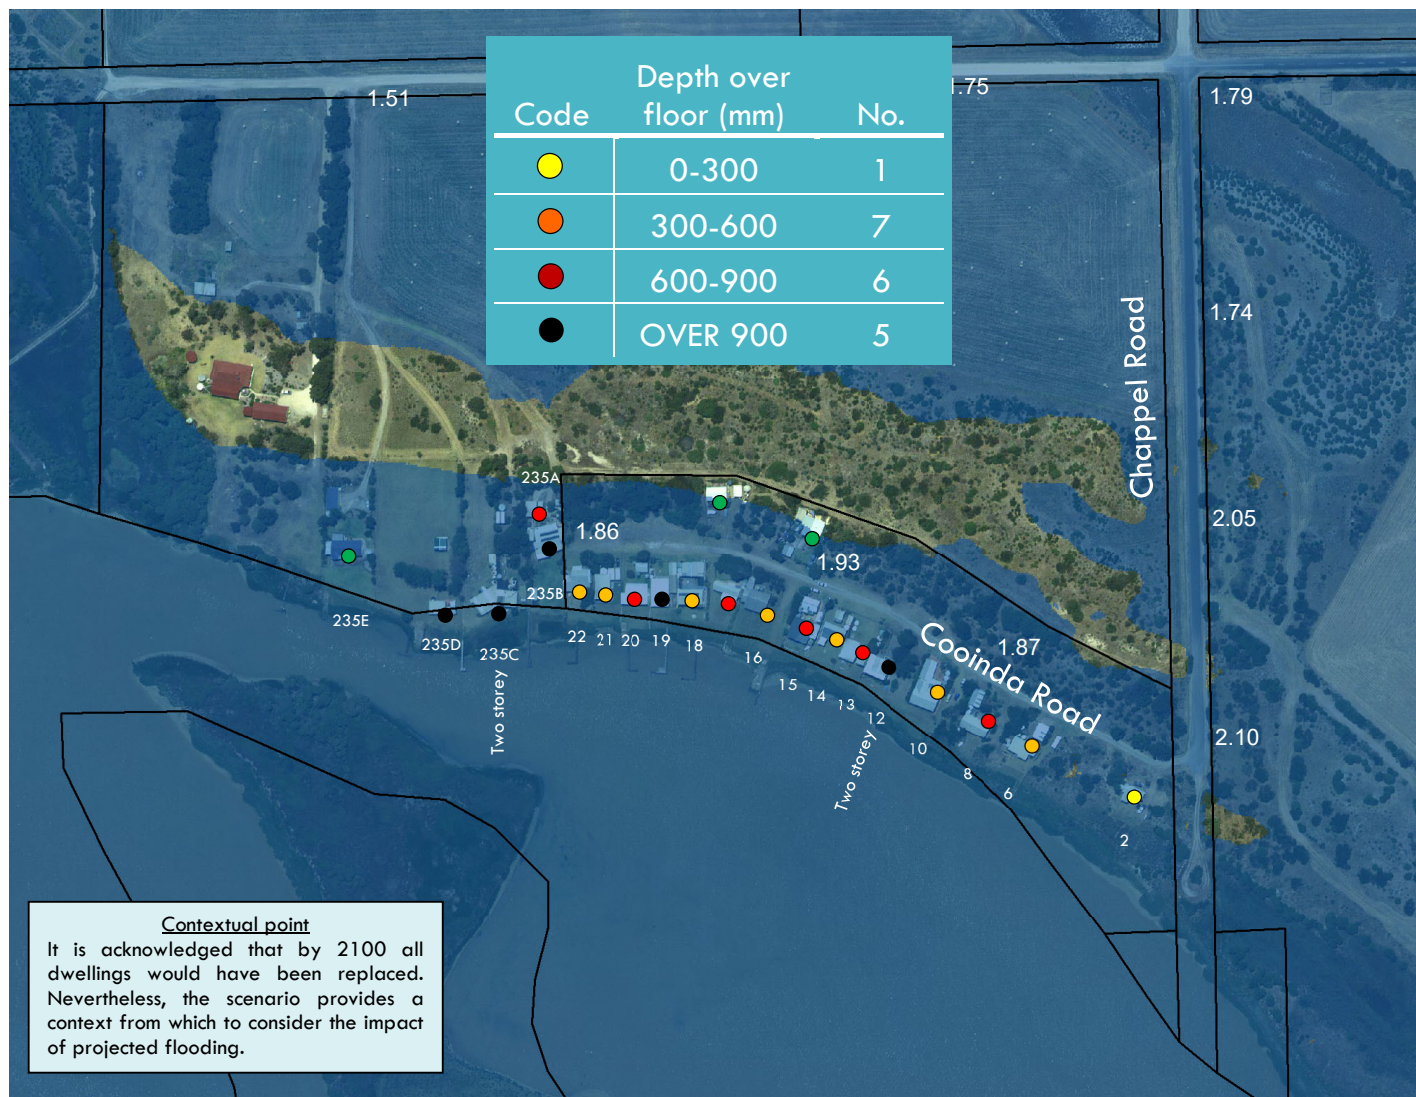 Depth over
Code floor (mm) No.
0-300 1
300-600 7
600-900 6
OVER 900 5
1.51
1.75
1.79
1.74
Chappel Road
2.05
235A
1.86
1.93
235B
235E
235D
235C
Two storey
22 21 20 19 18 16 15 14 13 12 10 8 6 2
Two storey
Cooinda Road
1.87
2.10
Contextual point
It is acknowledged that by 2100 all
dwellings would have been replaced.
Nevertheless, the scenario provides a
context from which to consider the impact
of projected flooding.